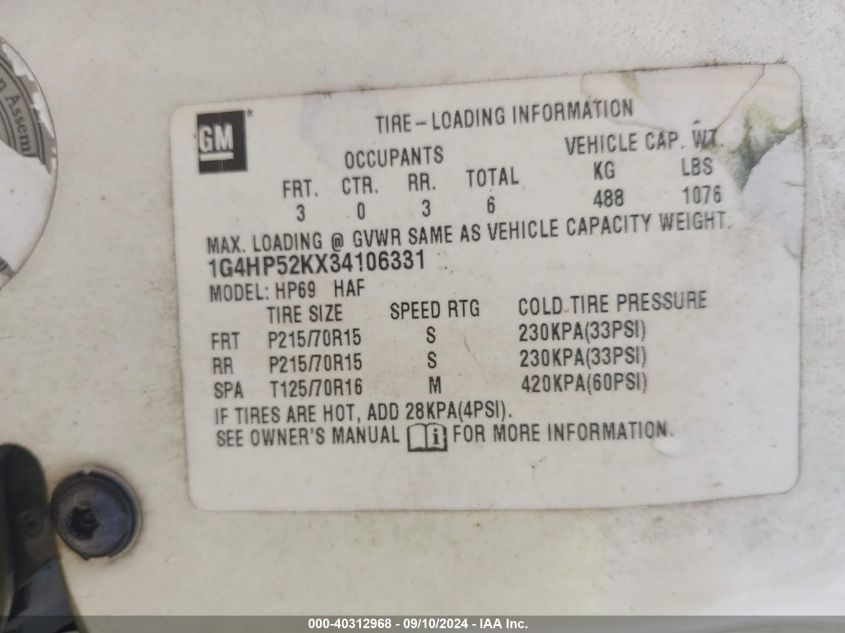 n Assem
GM ®
TIRE-LOADING INFORMATION
OCCUPANTS VEHICLE CAP. WT.
FRT. CTR. RR. TOTAL KG LBS
3 0 3 6 488 1076
MAX. LOADING @ GVWR SAME AS VEHICLE CAPACITY WEIGHT.
1G4HP52KX34106331
MODEL: HP69 HAF
TIRE SIZE SPEED RTG COLD TIRE PRESSURE
FRT P215/70R15 S 230KPA(33PSI)
RR P215/70R15 S 230KPA(33PSI)
SPA T125/70R16 M 420KPA(60PSI)
IF TIRES ARE HOT, ADD 28KPA(4PSI).
SEE OWNER'S MANUAL i FOR MORE INFORMATION.
000-40312968 - 09/10/2024 - IAA Inc.